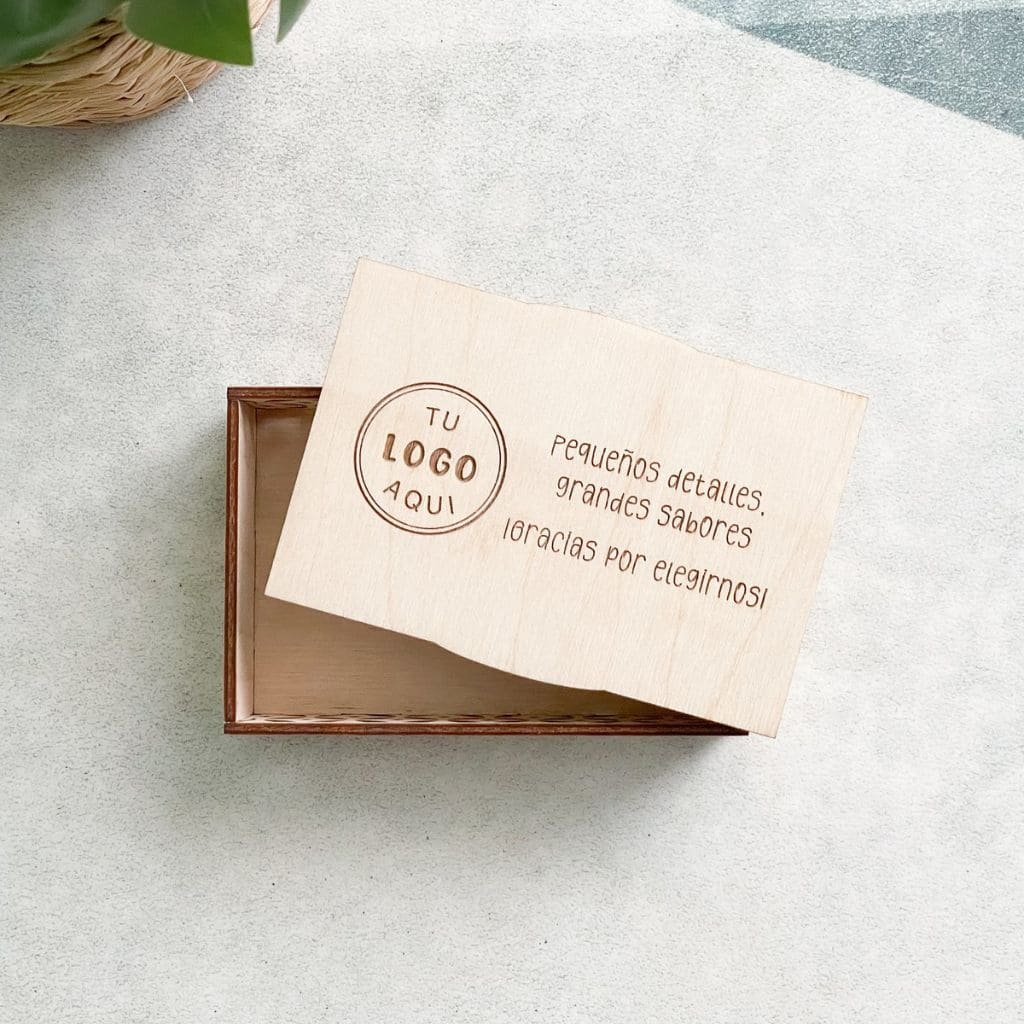 TU
LOGO
AQUI
Pequeños detalles,
grandes sabores
¡Gracias por elegirnos!